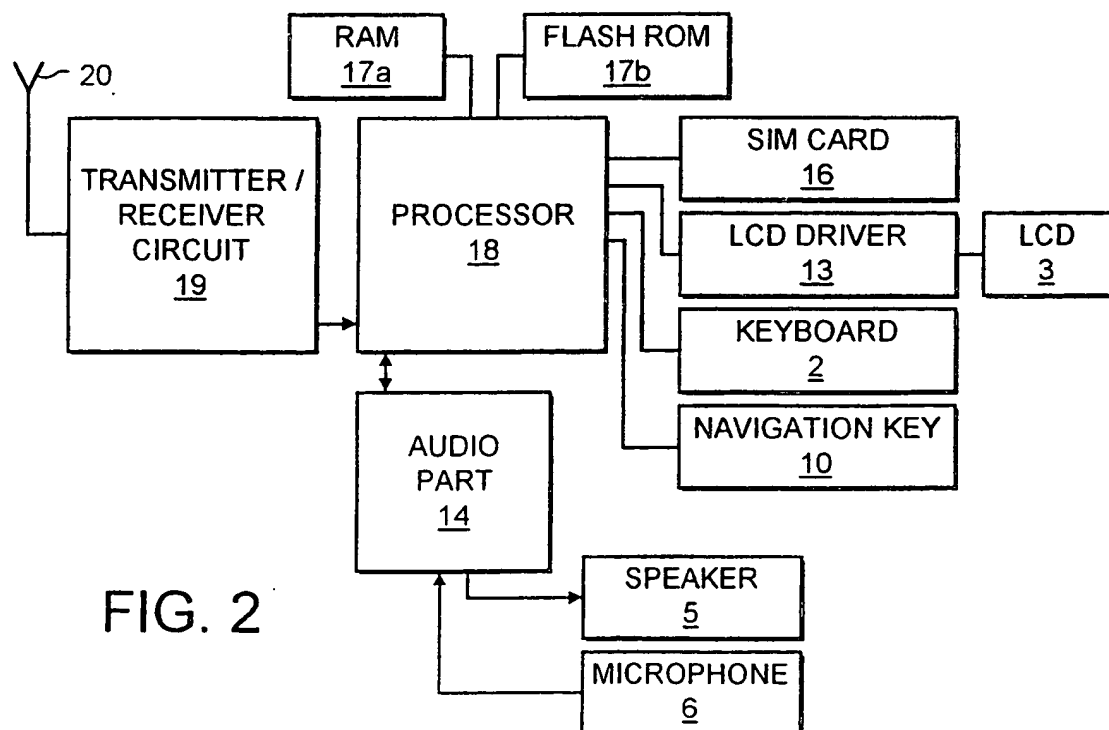 RAM
17a
FLASH ROM
17b
20
TRANSMITTER /
RECEIVER
CIRCUIT
19
PROCESSOR
18
SIM CARD
16
LCD DRIVER
13
LCD
3
KEYBOARD
2
NAVIGATION KEY
10
AUDIO
PART
14
SPEAKER
5
MICROPHONE
6
FIG. 2